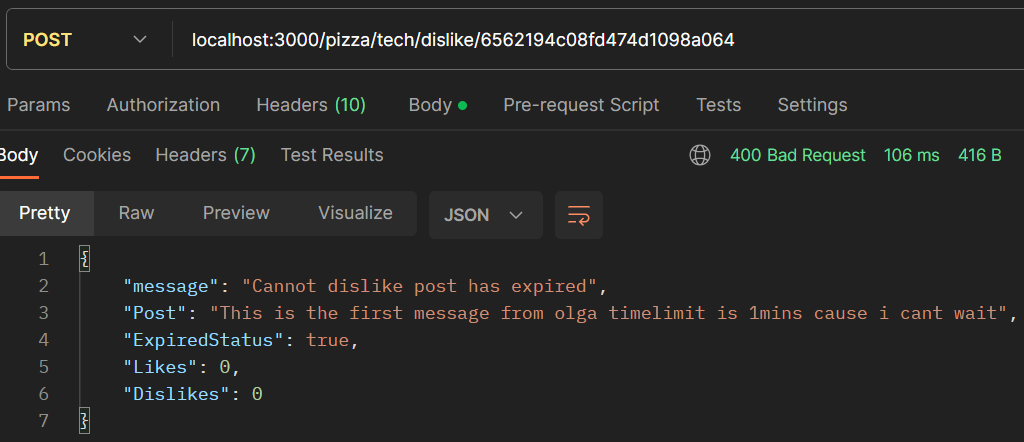 POST localhost:3000/pizza/tech/dislike/6562194c08fd474d1098a064
Params Authorization Headers (10) Body Pre-request Script Tests Settings
Body Cookies Headers (7) Test Results 400 Bad Request 106 ms 416 B
Pretty Raw Preview Visualize JSON
1 {
2 "message": "Cannot dislike post has expired",
3 "Post": "This is the first message from olga timelimit is 1mins cause i cant wait",
4 "ExpiredStatus": true,
5 "Likes": 0,
6 "Dislikes": 0
7 }